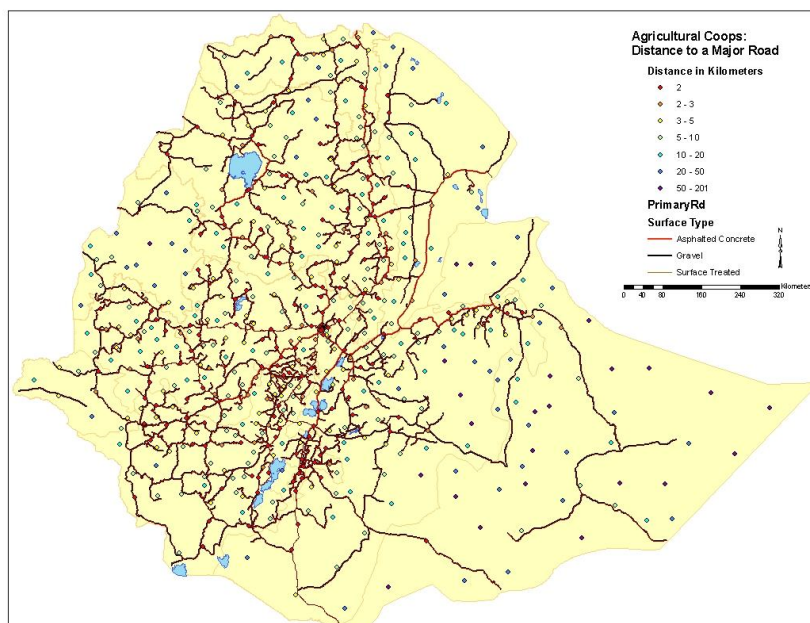 Agricultural Coops:
Distance to a Major Road
Distance in Kilometers
2
2 - 3
3 - 5
5 - 10
10 - 20
20 - 50
50 - 201
PrimaryRd
Surface Type
Asphalted Concrete
Gravel
Surface Treated
N
Kilometer
0 40 80 160 240 320